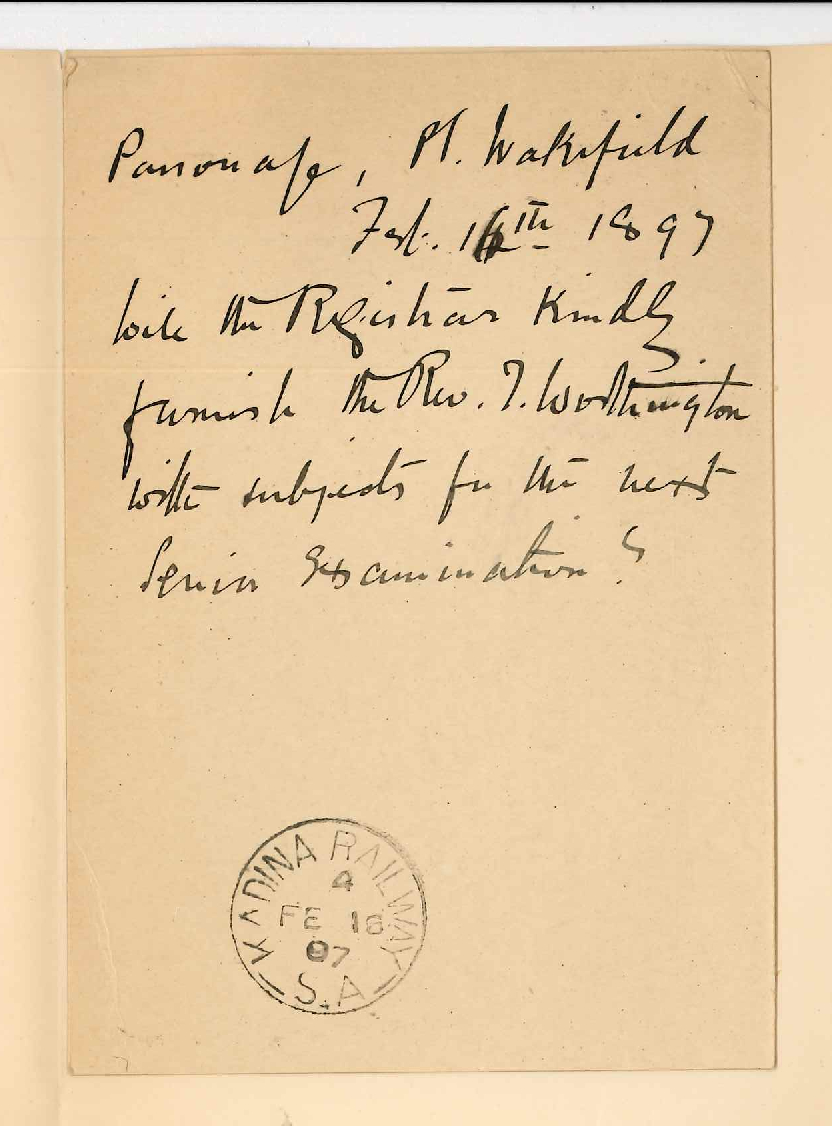 Parsonage, Pt. Wakefield
Feb. 16th 1897
Will the Registrar kindly
furnish the Rev. T. Worthington
with subjects for the next
Senior Examination?
KADINA RAILWAY
4
FE 18
97
S.A